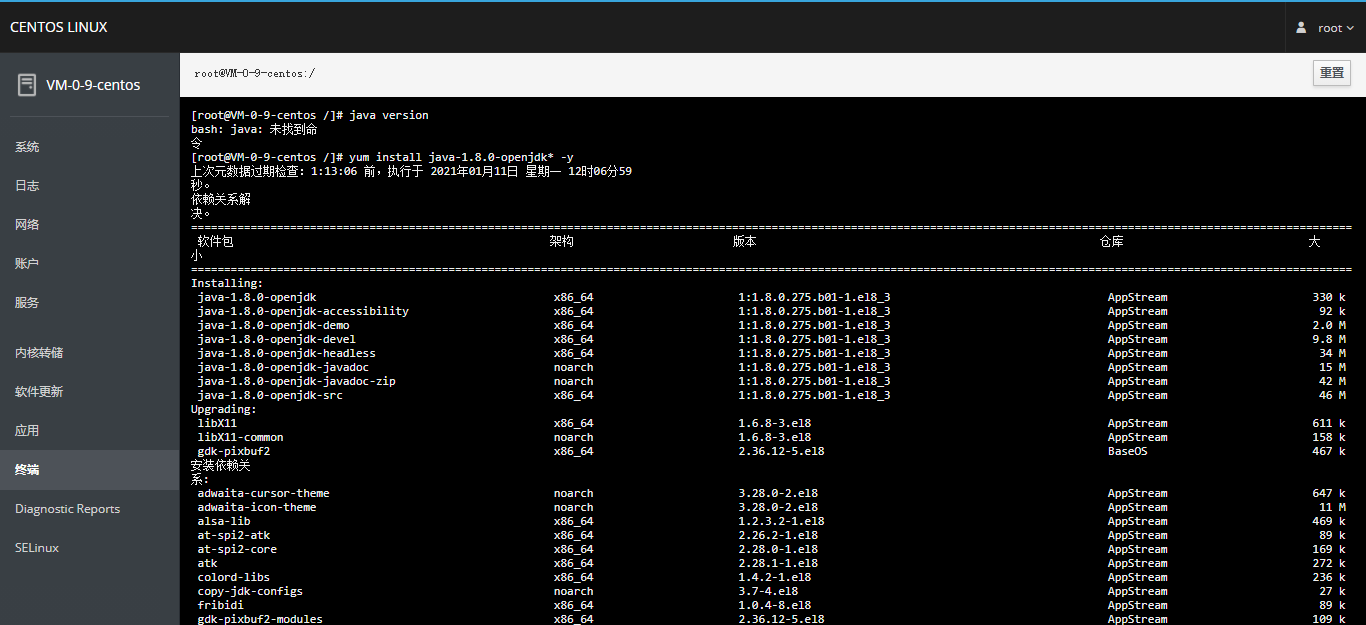 CENTOS LINUX
root
VM-0-9-centos
系统
日志
网络
账户
服务
内核转储
软件更新
应用
终端
Diagnostic Reports
SELinux
root@VM-0-9-centos:/
重置
[root@VM-0-9-centos /]# java version
bash: java: 未找到命
令
[root@VM-0-9-centos /]# yum install java-1.8.0-openjdk* -y
上次元数据过期检查：1:13:06 前，执行于 2021年01月11日 星期一 12时06分59
秒。
依赖关系解
决。
================================================================================
软件包 架构 版本 仓库 大
小
================================================================================
Installing:
java-1.8.0-openjdk x86_64 1:1.8.0.275.b01-1.el8_3 AppStream 330 k
java-1.8.0-openjdk-accessibility x86_64 1:1.8.0.275.b01-1.el8_3 AppStream 92 k
java-1.8.0-openjdk-demo x86_64 1:1.8.0.275.b01-1.el8_3 AppStream 2.0 M
java-1.8.0-openjdk-devel x86_64 1:1.8.0.275.b01-1.el8_3 AppStream 9.8 M
java-1.8.0-openjdk-headless x86_64 1:1.8.0.275.b01-1.el8_3 AppStream 34 M
java-1.8.0-openjdk-javadoc noarch 1:1.8.0.275.b01-1.el8_3 AppStream 15 M
java-1.8.0-openjdk-javadoc-zip noarch 1:1.8.0.275.b01-1.el8_3 AppStream 42 M
java-1.8.0-openjdk-src x86_64 1:1.8.0.275.b01-1.el8_3 AppStream 46 M
Upgrading:
libX11 x86_64 1.6.8-3.el8 AppStream 611 k
libX11-common noarch 1.6.8-3.el8 AppStream 158 k
gdk-pixbuf2 x86_64 2.36.12-5.el8 BaseOS 467 k
安装依赖关
系:
adwaita-cursor-theme noarch 3.28.0-2.el8 AppStream 647 k
adwaita-icon-theme noarch 3.28.0-2.el8 AppStream 11 M
alsa-lib x86_64 1.2.3.2-1.el8 AppStream 469 k
at-spi2-atk x86_64 2.26.2-1.el8 AppStream 89 k
at-spi2-core x86_64 2.28.0-1.el8 AppStream 169 k
atk x86_64 2.28.1-1.el8 AppStream 272 k
colord-libs x86_64 1.4.2-1.el8 AppStream 236 k
copy-jdk-configs noarch 3.7-4.el8 AppStream 27 k
fribidi x86_64 1.0.4-8.el8 AppStream 89 k
gdk-pixbuf2-modules x86_64 2.36.12-5.el8 AppStream 109 k